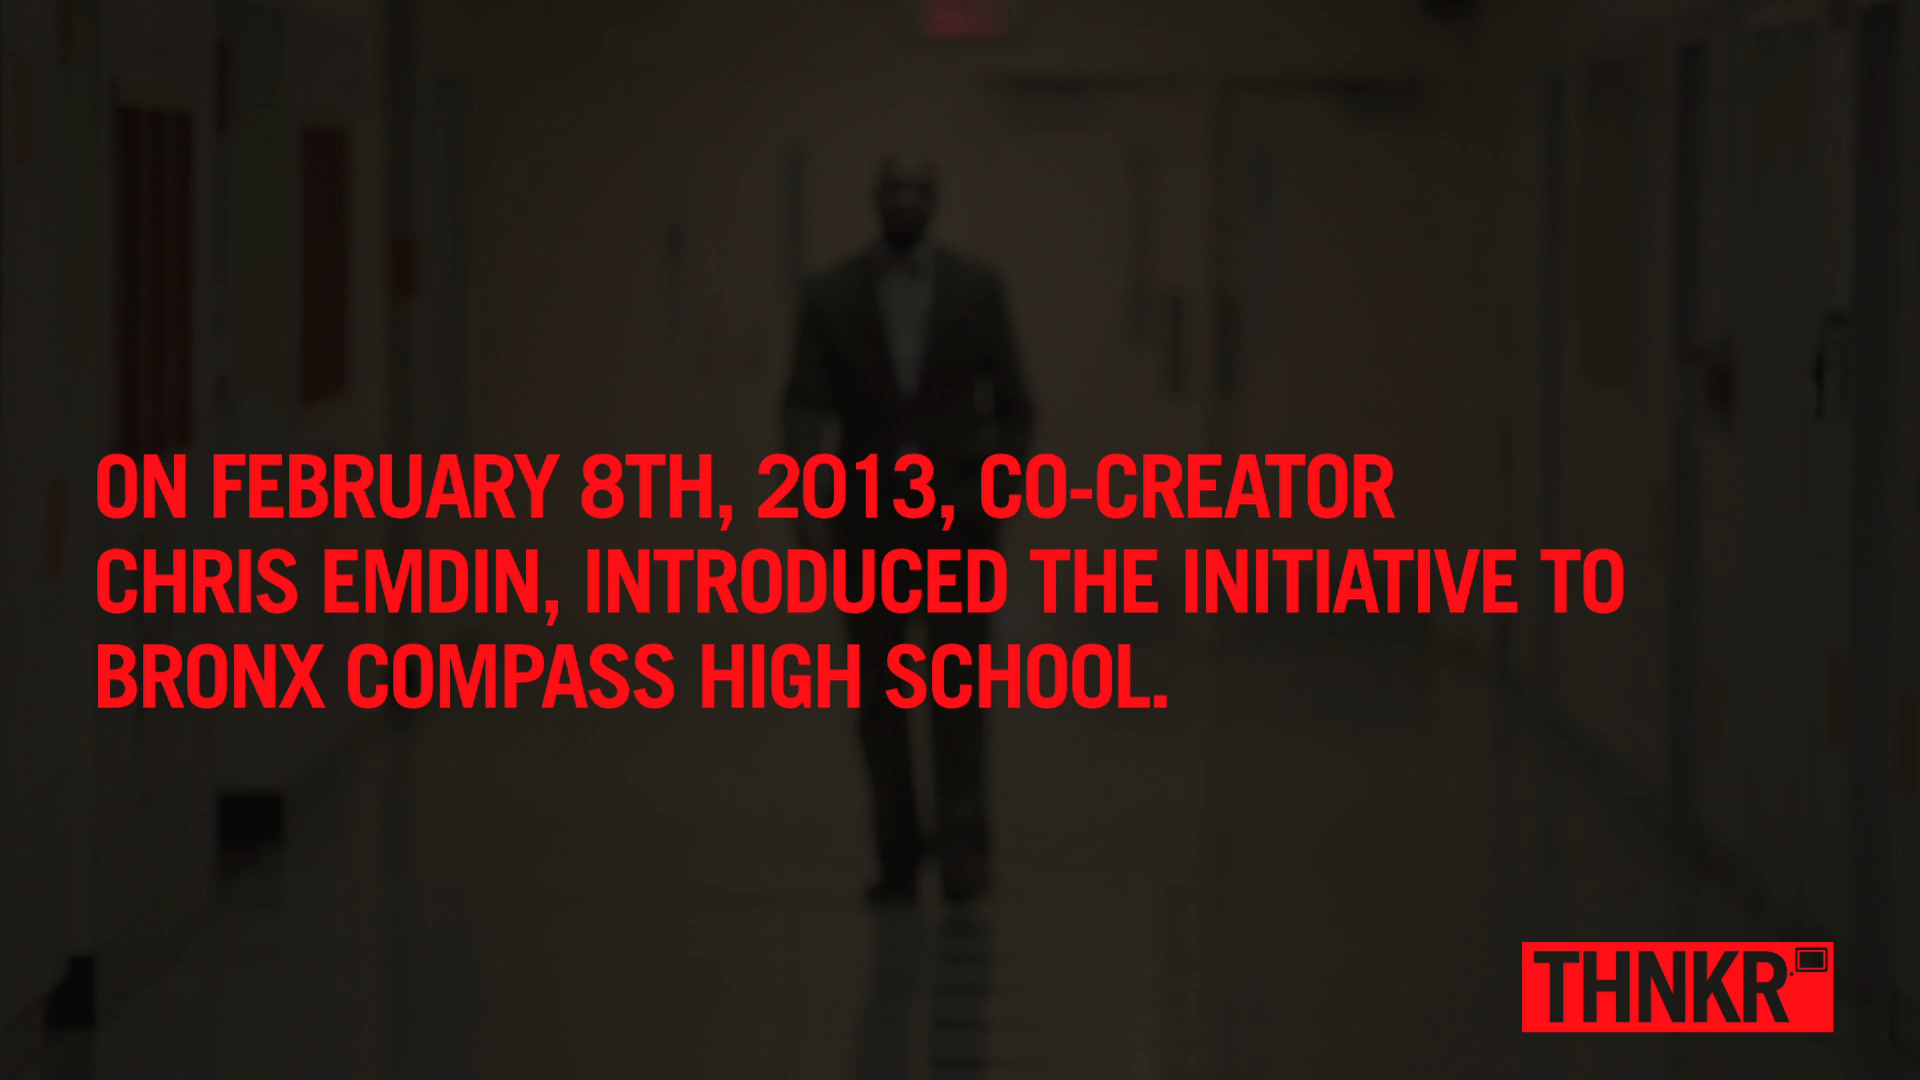 ON FEBRUARY 8TH, 2013, CO-CREATOR
CHRIS EMDIN, INTRODUCED THE INITIATIVE TO
BRONX COMPASS HIGH SCHOOL.
THNKR